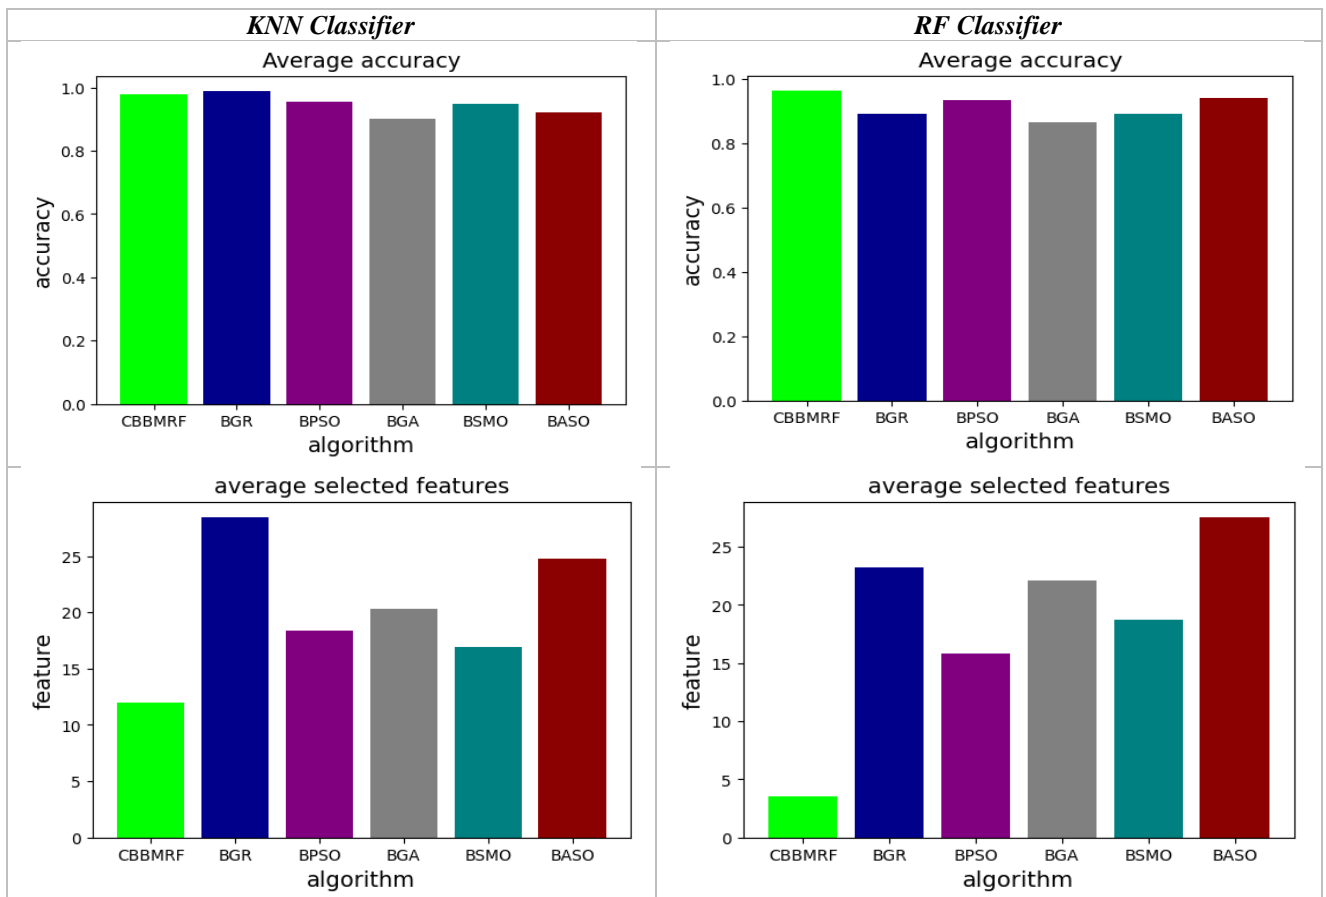 KNN Classifier
RF Classifier
Average accuracy
1.0
0.8
0.6
0.4
0.2
0.0
accuracy
CBBMRF BGR BPSO BGA BSMO BASO
algorithm
Average accuracy
1.0
0.8
0.6
0.4
0.2
0.0
accuracy
CBBMRF BGR BPSO BGA BSMO BASO
algorithm
average selected features
25
20
15
10
5
0
feature
CBBMRF BGR BPSO BGA BSMO BASO
algorithm
average selected features
25
20
15
10
5
0
feature
CBBMRF BGR BPSO BGA BSMO BASO
algorithm